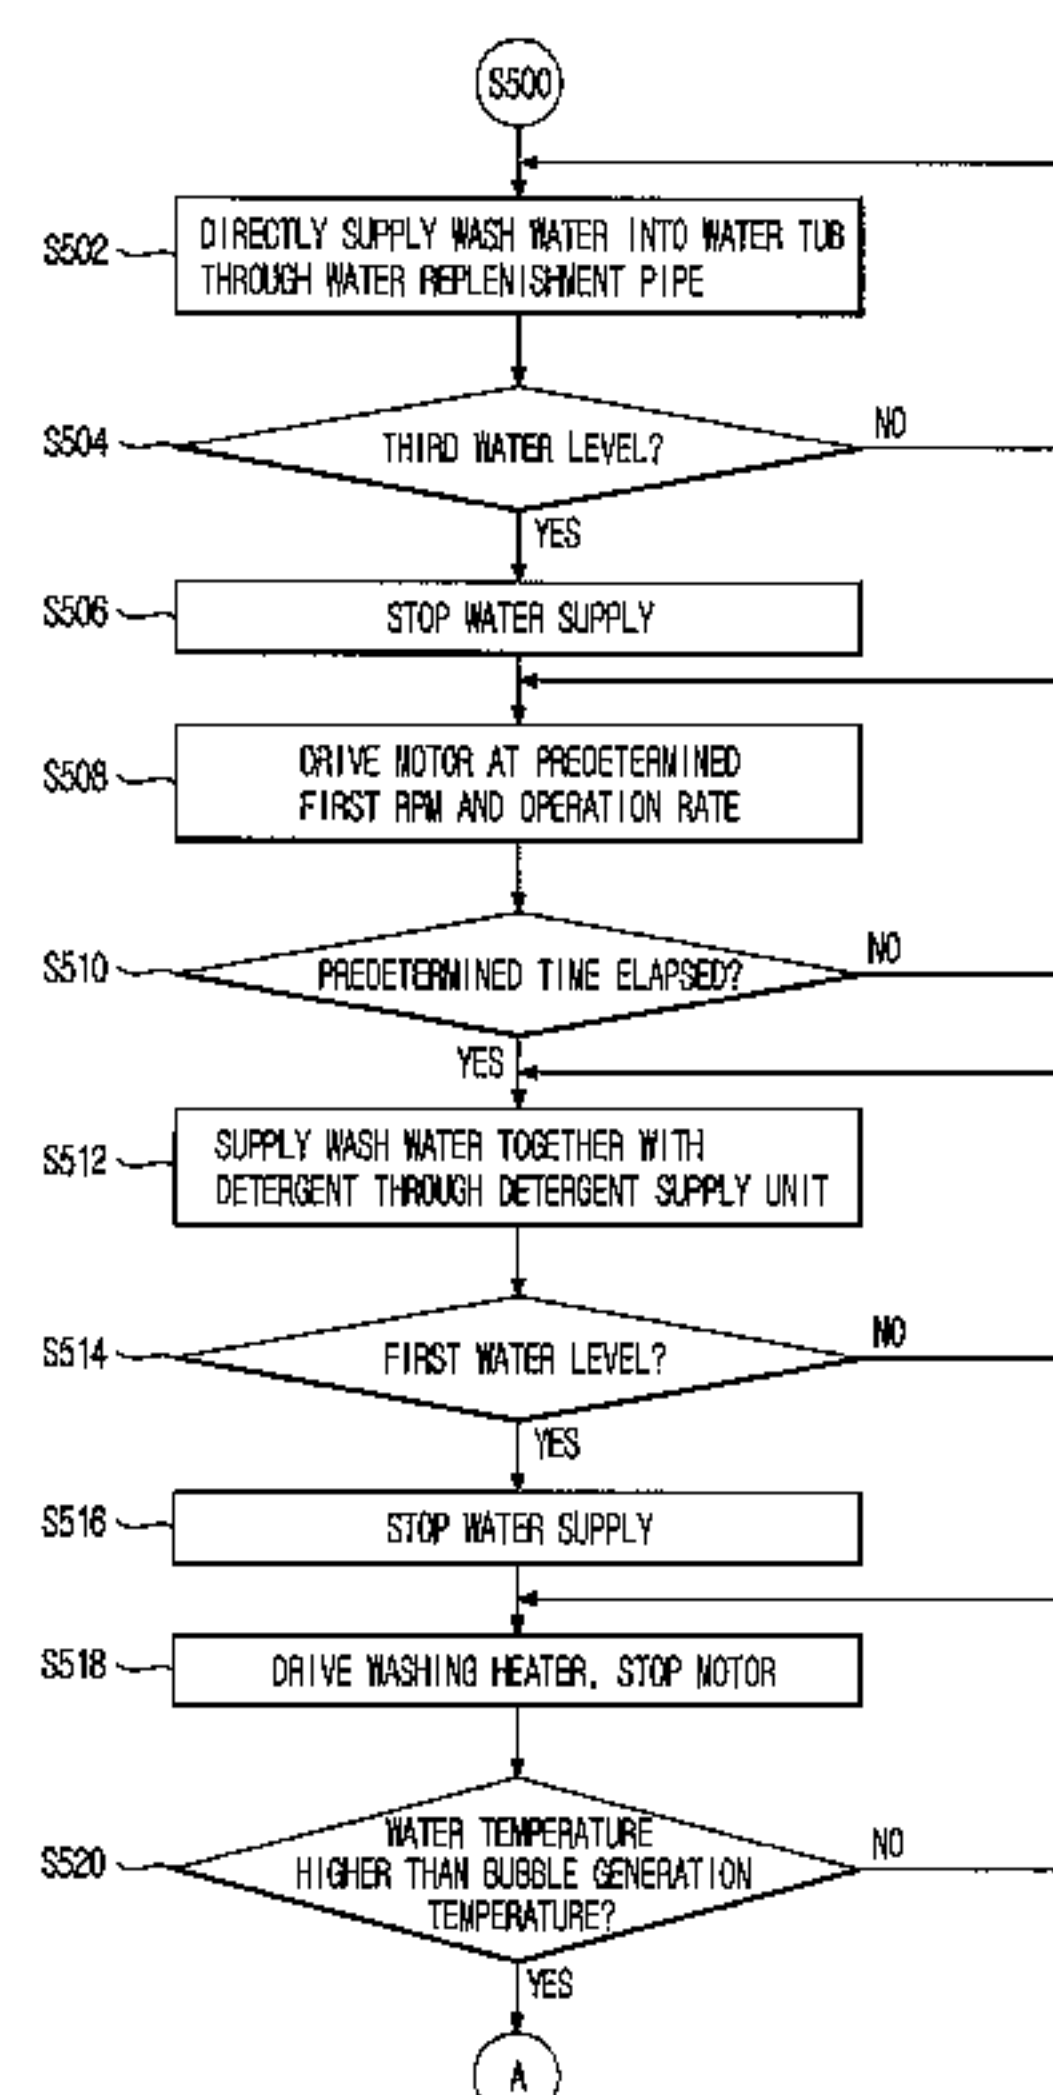 S500
S502
DIRECTLY SUPPLY WASH WATER INTO WATER TUB
THROUGH WATER REPLENISHMENT PIPE
S504
THIRD WATER LEVEL?
NO
YES
S506
STOP WATER SUPPLY
S508
DRIVE MOTOR AT PREDETERMINED
FIRST RPM AND OPERATION RATE
S510
PREDETERMINED TIME ELAPSED?
NO
YES
S512
SUPPLY WASH WATER TOGETHER WITH
DETERGENT THROUGH DETERGENT SUPPLY UNIT
S514
FIRST WATER LEVEL?
NO
YES
S516
STOP WATER SUPPLY
S518
DRIVE WASHING HEATER, STOP MOTOR
S520
WATER TEMPERATURE
HIGHER THAN BUBBLE GENERATION
TEMPERATURE?
NO
YES
A